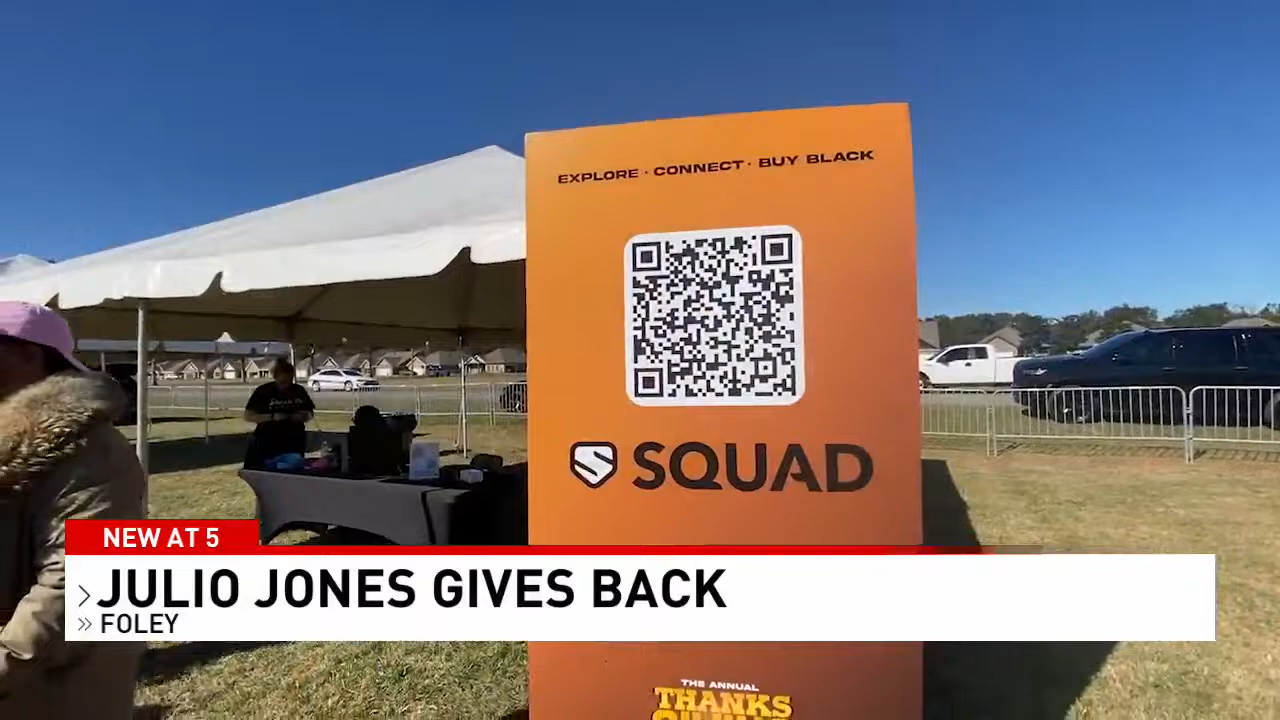 EXPLORE · CONNECT · BUY BLACK
SQUAD
NEW AT 5
JULIO JONES GIVES BACK
FOLEY
THE ANNUAL
THANKS